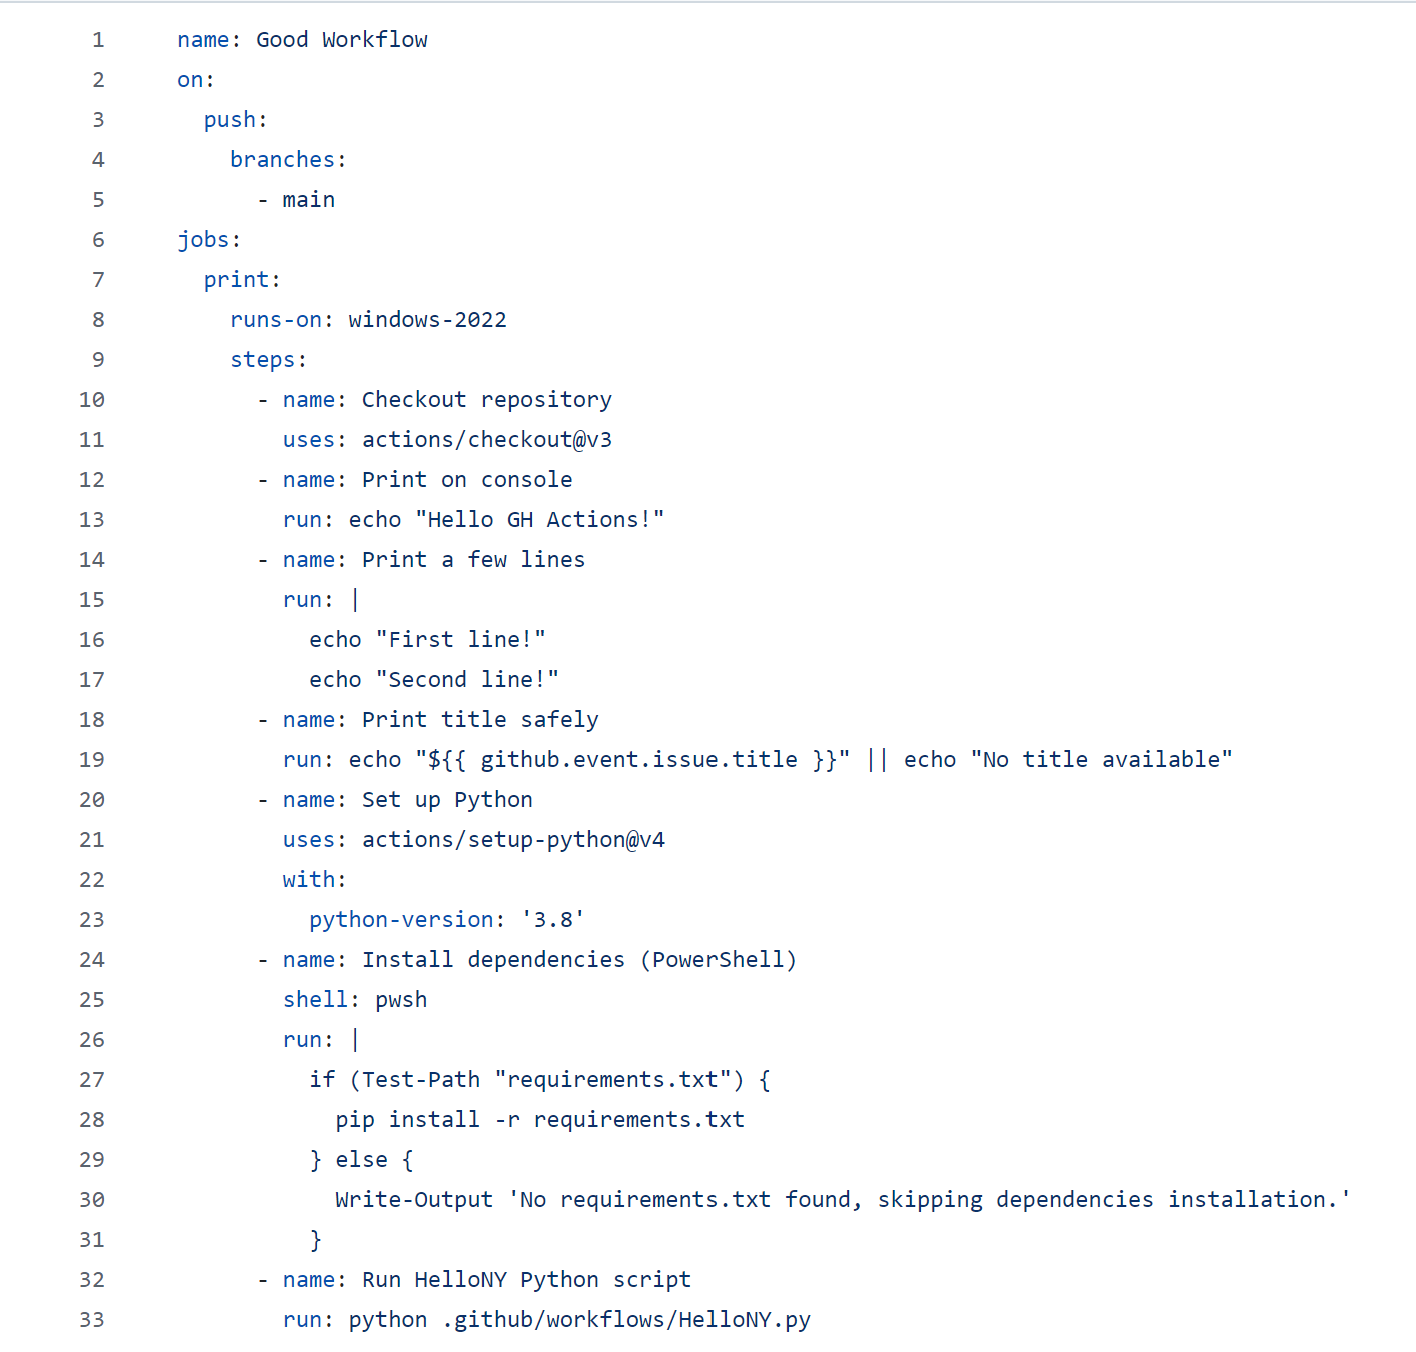 1 name: Good Workflow
2 on:
3   push:
4     branches:
5       - main
6 jobs:
7   print:
8     runs-on: windows-2022
9     steps:
10       - name: Checkout repository
11         uses: actions/checkout@v3
12       - name: Print on console
13         run: echo "Hello GH Actions!"
14       - name: Print a few lines
15         run: |
16           echo "First line!"
17           echo "Second line!"
18       - name: Print title safely
19         run: echo "${{ github.event.issue.title }}" || echo "No title available"
20       - name: Set up Python
21         uses: actions/setup-python@v4
22         with:
23           python-version: '3.8'
24       - name: Install dependencies (PowerShell)
25         shell: pwsh
26         run: |
27           if (Test-Path "requirements.txt") {
28             pip install -r requirements.txt
29           } else {
30             Write-Output 'No requirements.txt found, skipping dependencies installation.'
31           }
32       - name: Run HelloNY Python script
33         run: python .github/workflows/HelloNY.py